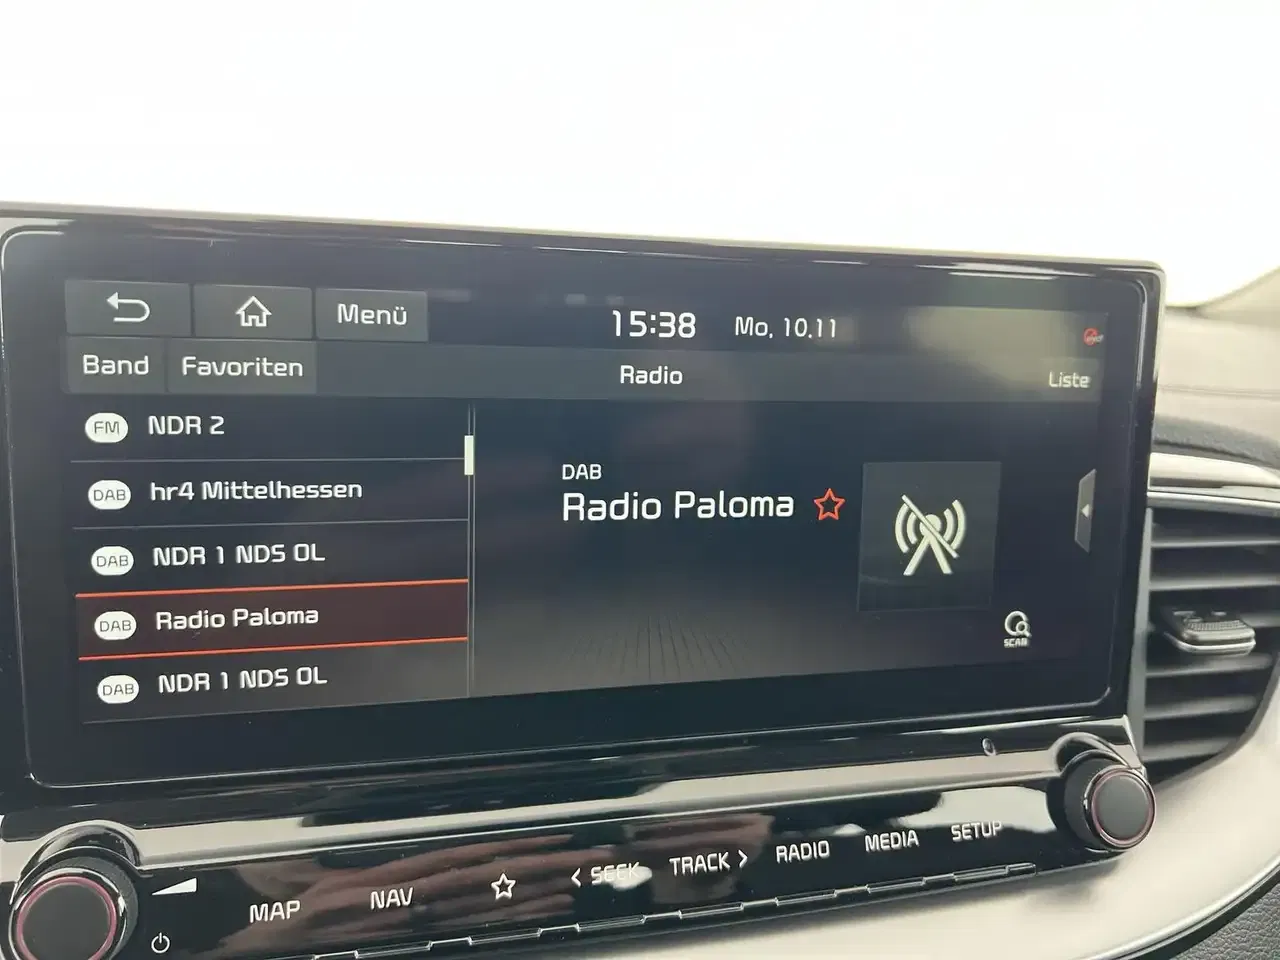 Menü
15:38 Mo, 10.11
Band Favoriten
Radio
Liste
FM NDR 2
DAB hr4 Mittelhessen
DAB NDR 1 NDS OL
DAB Radio Paloma
DAB NDR 1 NDS OL
DAB
Radio Paloma
SCAN
MAP NAV < SEEK TRACK > RADIO MEDIA SETUP